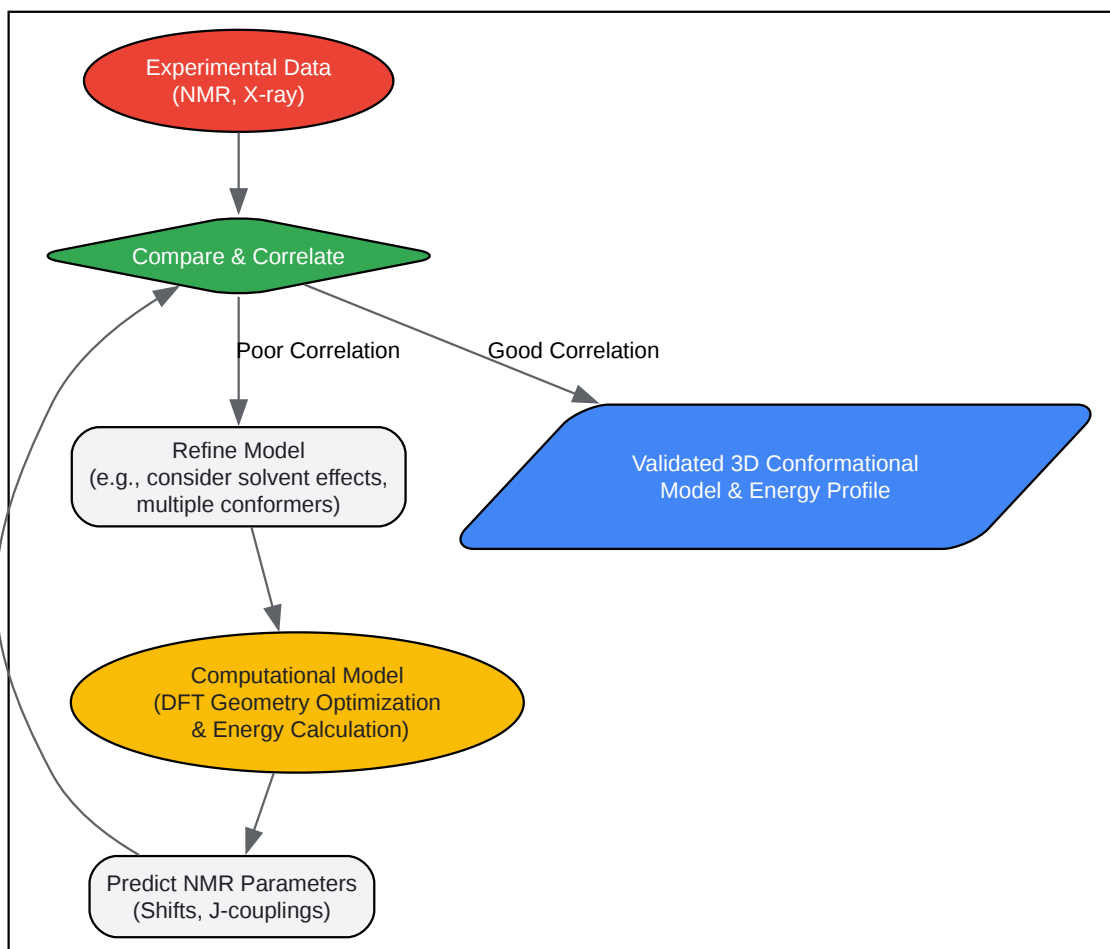 Experimental Data
(NMR, X-ray)
Compare & Correlate
Poor Correlation
Good Correlation
Refine Model
(e.g., consider solvent effects,
multiple conformers)
Validated 3D Conformational
Model & Energy Profile
Computational Model
(DFT Geometry Optimization
& Energy Calculation)
Predict NMR Parameters
(Shifts, J-couplings)